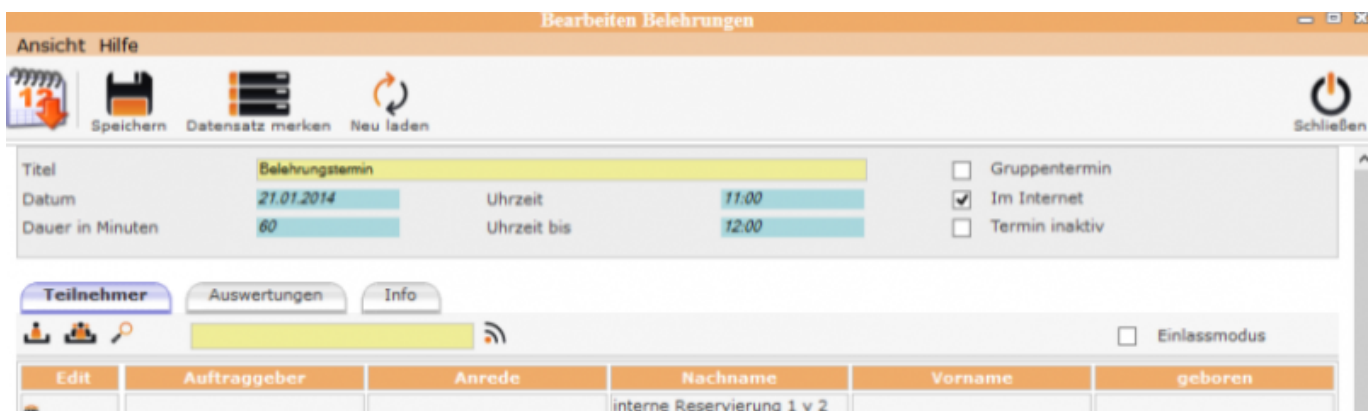 Bearbeiten Belehrungen
Ansicht Hilfe
12
Speichern Datensatz merken Neu laden Schließen
Titel Belehrungstermin Gruppentermin
Datum 21.01.2014 Uhrzeit 11:00 Im Internet
Dauer in Minuten 60 Uhrzeit bis 12:00 Termin inaktiv
Teilnehmer Auswertungen Info
Einlassmodus
Edit Auftraggeber Anrede Nachname Vorname geboren
interne Reservierung 1 v 2